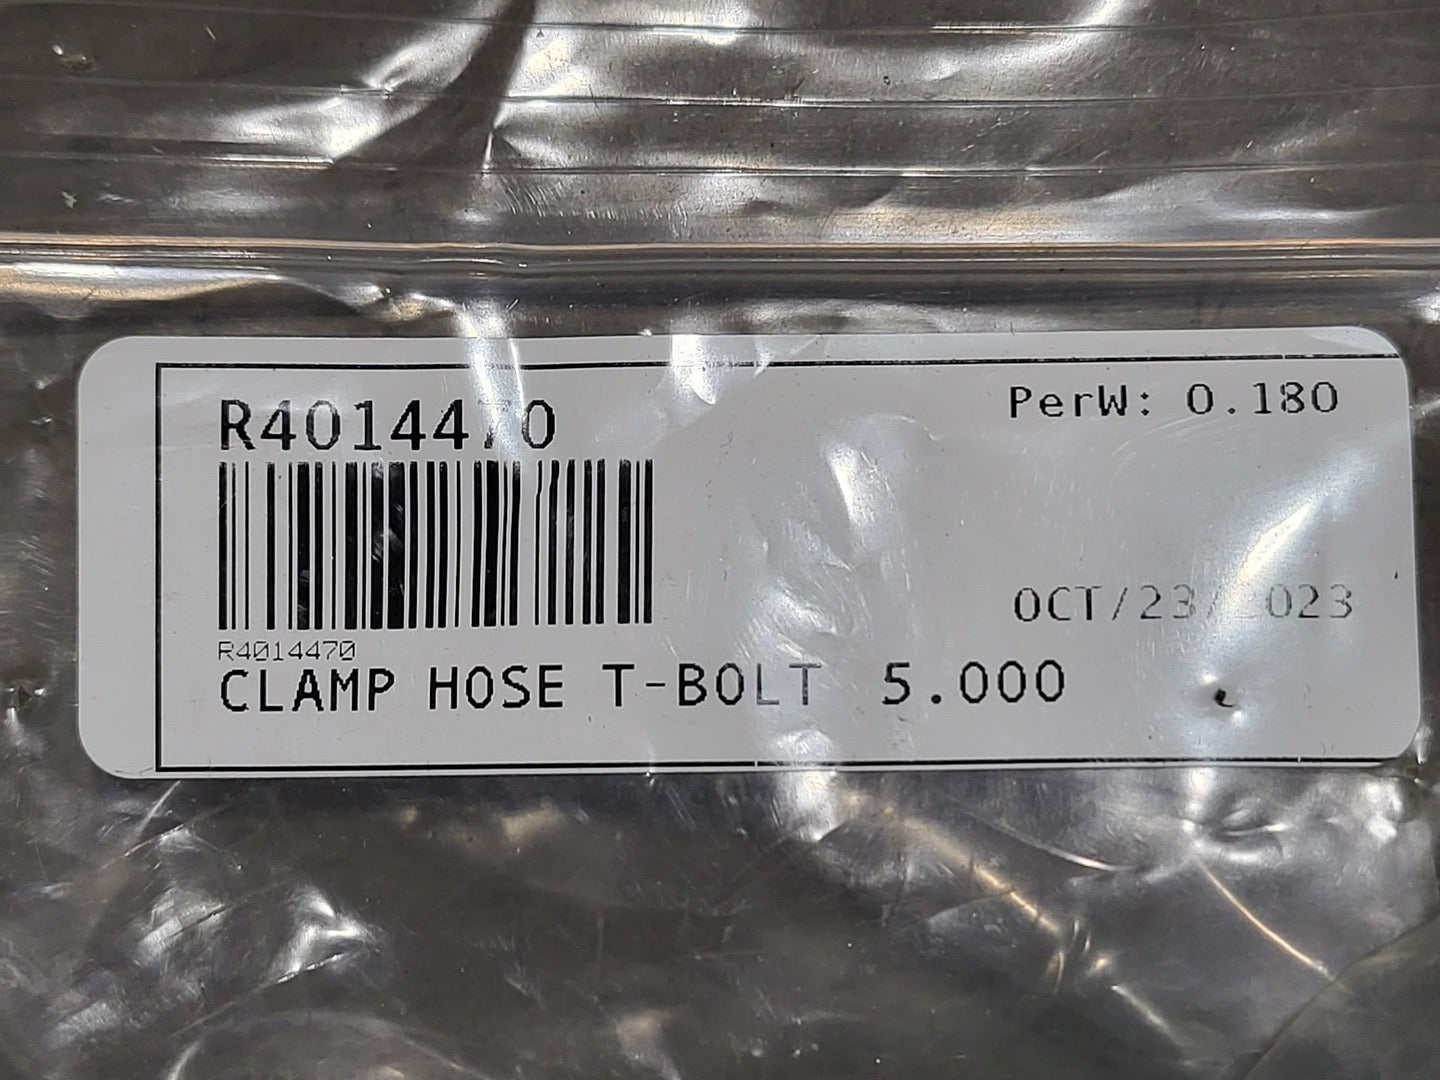 R4014470
PerW: 0.180
OCT/23/2023
R4014470
CLAMP HOSE T-BOLT 5.000